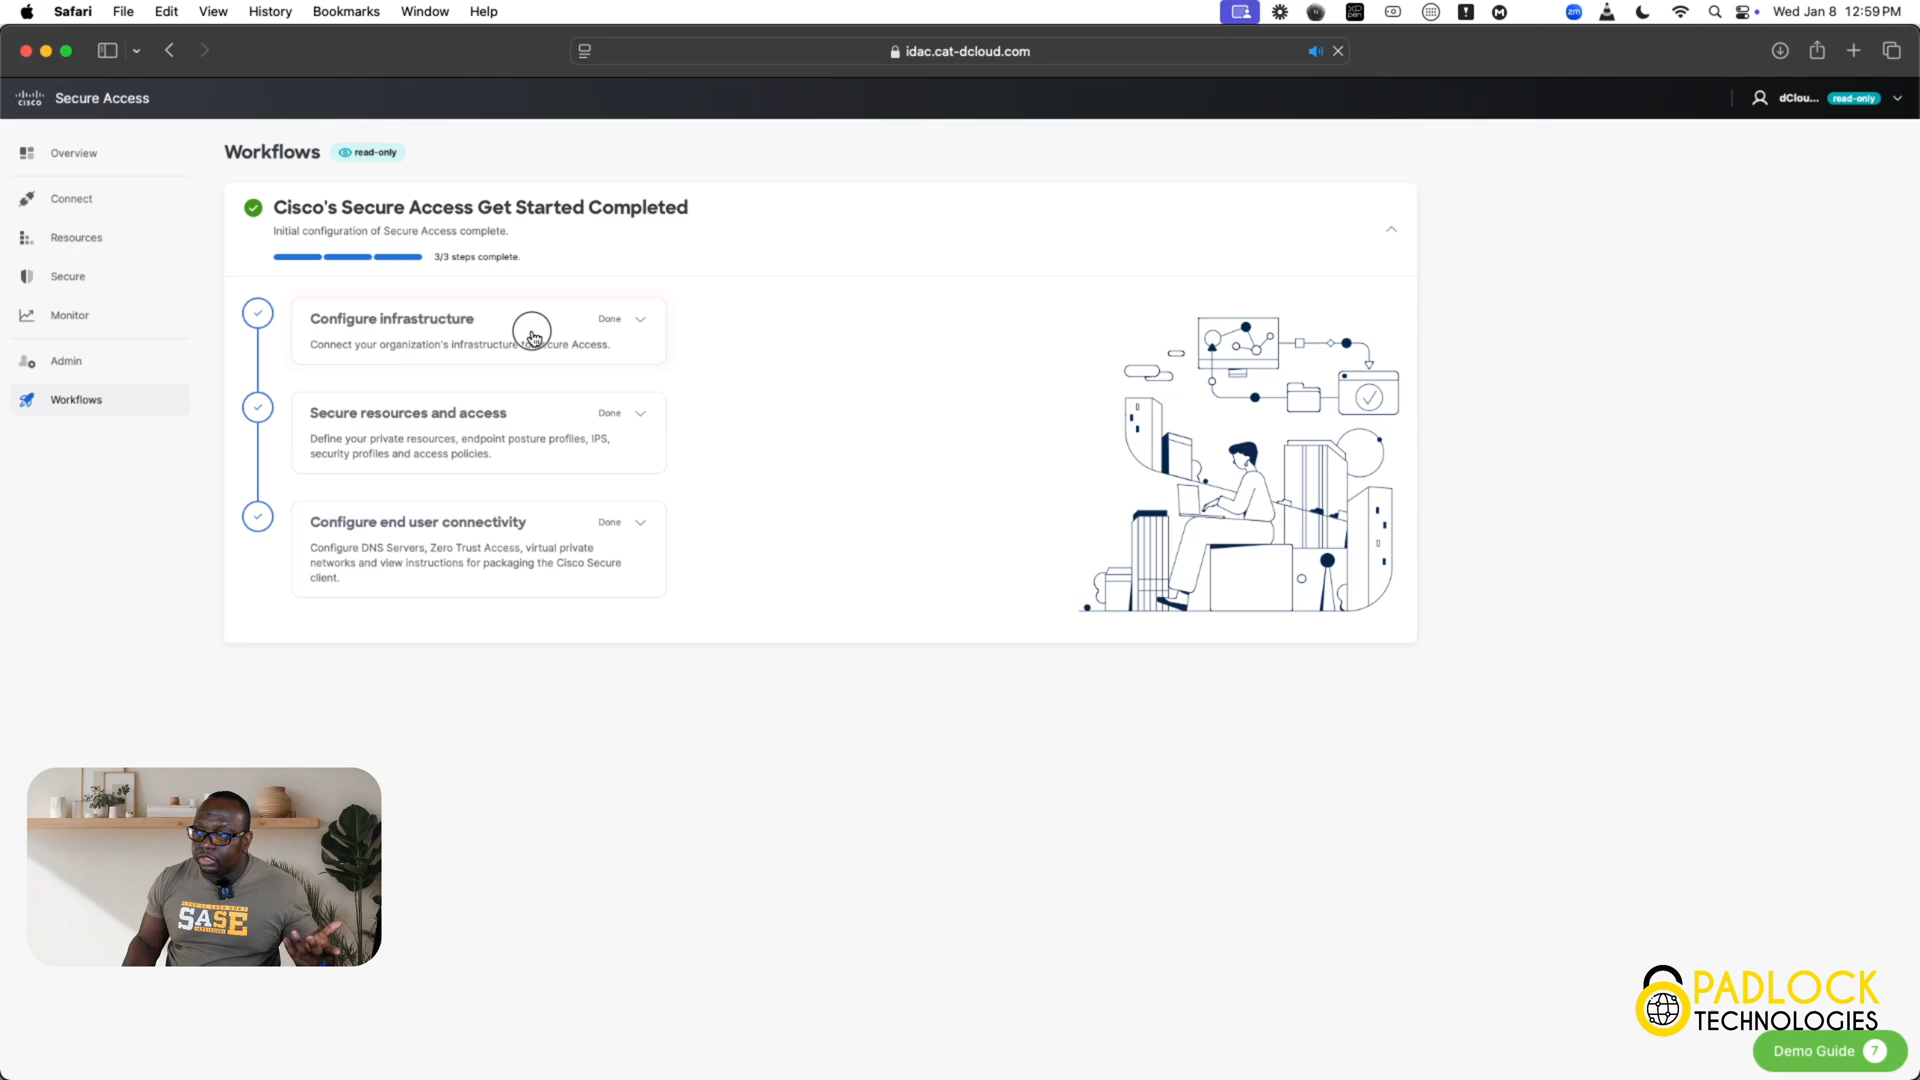 Safari File Edit View History Bookmarks Window Help
zm
Wed Jan 8 12:59 PM
idac.cat-dcloud.com
CISCO Secure Access
dClou... read-only
Overview
Connect
Resources
Secure
Monitor
Admin
Workflows
Workflows read-only
Cisco's Secure Access Get Started Completed
Initial configuration of Secure Access complete.
3/3 steps complete.
Configure infrastructure Done
Connect your organization's infrastructure to Secure Access.
Secure resources and access Done
Define your private resources, endpoint posture profiles, IPS,
security profiles and access policies.
Configure end user connectivity Done
Configure DNS Servers, Zero Trust Access, virtual private
networks and view instructions for packaging the Cisco Secure
client.
SASE
PADLOCK
TECHNOLOGIES
Demo Guide 7